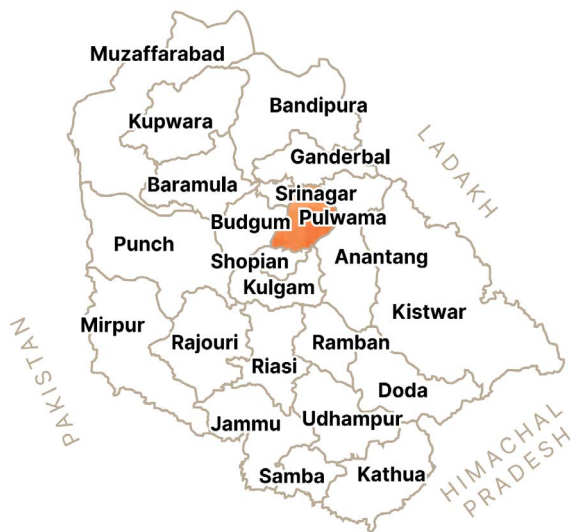 Muzaffarabad
Bandipura
Kupwara
LADAKH
Ganderbal
Baramula
Srinagar
Budgum
Pulwama
Punch
Anantang
Shopian
Kulgam
Kistwar
Mirpur
Rajouri
Ramban
Riasi
PAKISTAN
Doda
Jammu
Udhampur
HIMACHAL
PRADESH
Samba
Kathua